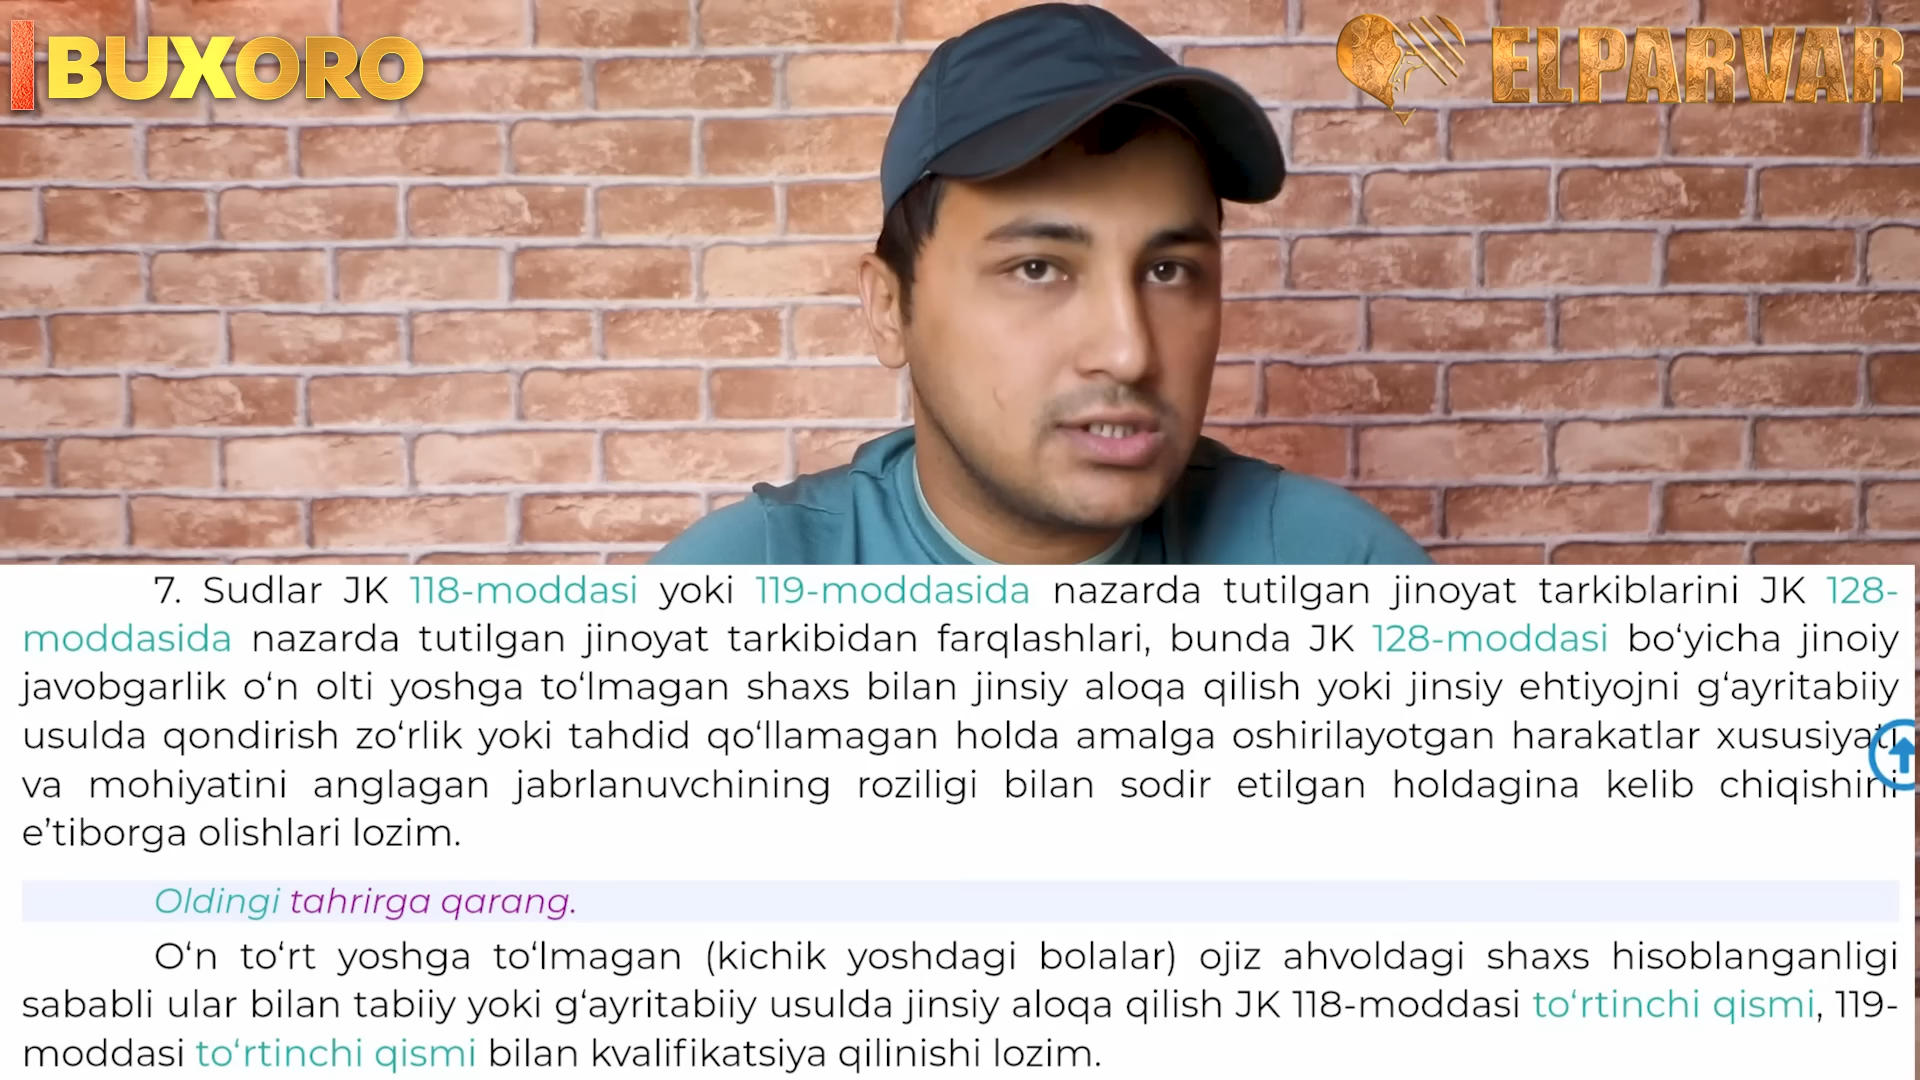 BUXORO
ELPARVAR
7. Sudlar JK 118-moddasi yoki 119-moddasida nazarda tutilgan jinoyat tarkiblarini JK 128-
moddasida nazarda tutilgan jinoyat tarkibidan farqlashlari, bunda JK 128-moddasi bo‘yicha jinoiy
javobgarlik o‘n olti yoshga to‘lmagan shaxs bilan jinsiy aloqa qilish yoki jinsiy ehtiyojni g‘ayritabiiy
usulda qondirish zo‘rlik yoki tahdid qo‘llamagan holda amalga oshirilayotgan harakatlar xususiyati
va mohiyatini anglagan jabrlanuvchining roziligi bilan sodir etilgan holdagina kelib chiqishini
e’tiborga olishlari lozim.
Oldingi tahrirga qarang.
O‘n to‘rt yoshga to‘lmagan (kichik yoshdagi bolalar) ojiz ahvoldagi shaxs hisoblanganligi
sababli ular bilan tabiiy yoki g‘ayritabiiy usulda jinsiy aloqa qilish JK 118-moddasi to‘rtinchi qismi, 119-
moddasi to‘rtinchi qismi bilan kvalifikatsiya qilinishi lozim.